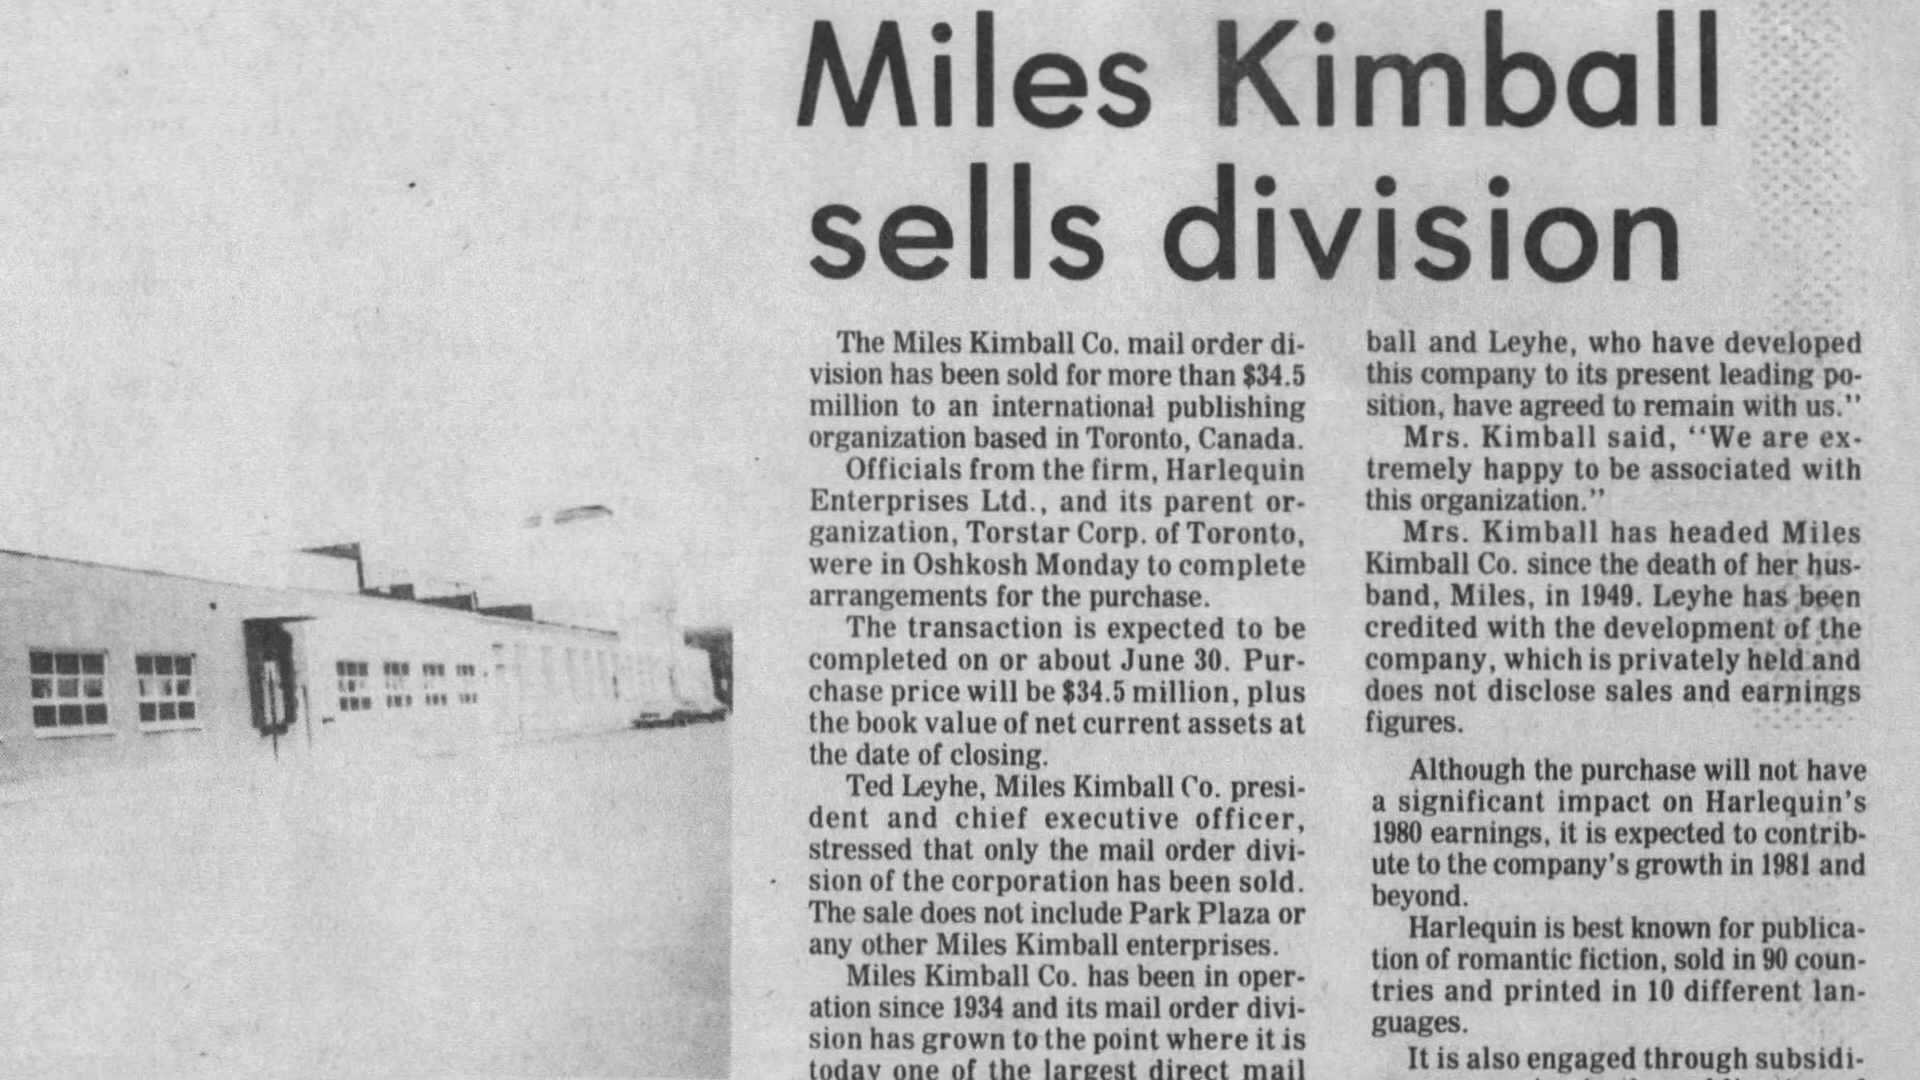 Miles Kimball
sells division
The Miles Kimball Co. mail order di-
vision has been sold for more than $34.5
million to an international publishing
organization based in Toronto, Canada.
Officials from the firm, Harlequin
Enterprises Ltd., and its parent or-
ganization, Torstar Corp. of Toronto,
were in Oshkosh Monday to complete
arrangements for the purchase.
The transaction is expected to be
completed on or about June 30. Pur-
chase price will be $34.5 million, plus
the book value of net current assets at
the date of closing.
Ted Leyhe, Miles Kimball Co. presi-
dent and chief executive officer,
stressed that only the mail order divi-
sion of the corporation has been sold.
The sale does not include Park Plaza or
any other Miles Kimball enterprises.
Miles Kimball Co. has been in oper-
ation since 1934 and its mail order divi-
sion has grown to the point where it is
today one of the largest direct mail
ball and Leyhe, who have developed
this company to its present leading po-
sition, have agreed to remain with us.”
Mrs. Kimball said, “We are ex-
tremely happy to be associated with
this organization.”
Mrs. Kimball has headed Miles
Kimball Co. since the death of her hus-
band, Miles, in 1949. Leyhe has been
credited with the development of the
company, which is privately held and
does not disclose sales and earnings
figures.
Although the purchase will not have
a significant impact on Harlequin's
1980 earnings, it is expected to contrib-
ute to the company's growth in 1981 and
beyond.
Harlequin is best known for publica-
tion of romantic fiction, sold in 90 coun-
tries and printed in 10 different lan-
guages.
It is also engaged through subsidi-